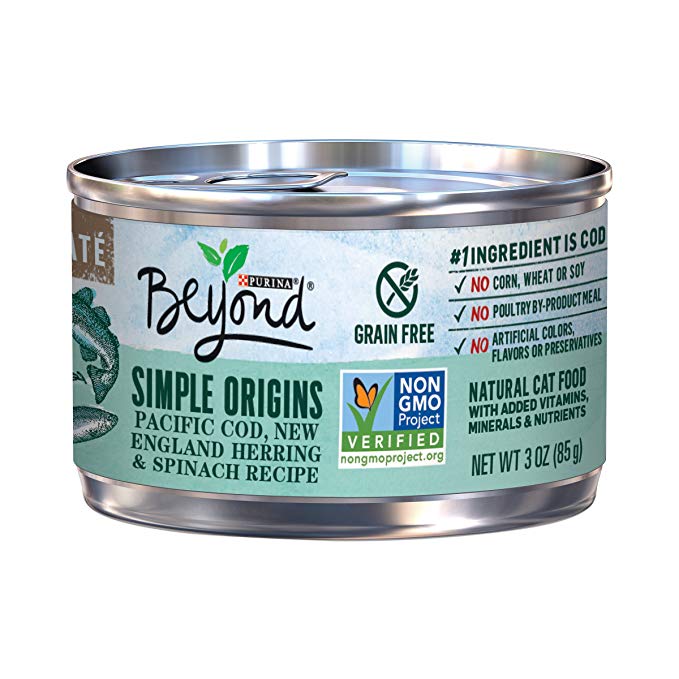 ATÉ
PURINA®
Beyond®
SIMPLE ORIGINS
PACIFIC COD, NEW
ENGLAND HERRING
& SPINACH RECIPE
GRAIN FREE
NON
GMO
Project
VERIFIED
nongmoproject.org
#1 INGREDIENT IS COD
✓ NO CORN, WHEAT OR SOY
✓ NO POULTRY BY-PRODUCT MEAL
✓ NO ARTIFICIAL COLORS,
FLAVORS OR PRESERVATIVES
NATURAL CAT FOOD
WITH ADDED VITAMINS,
MINERALS & NUTRIENTS
NET WT 3 OZ (85 g)